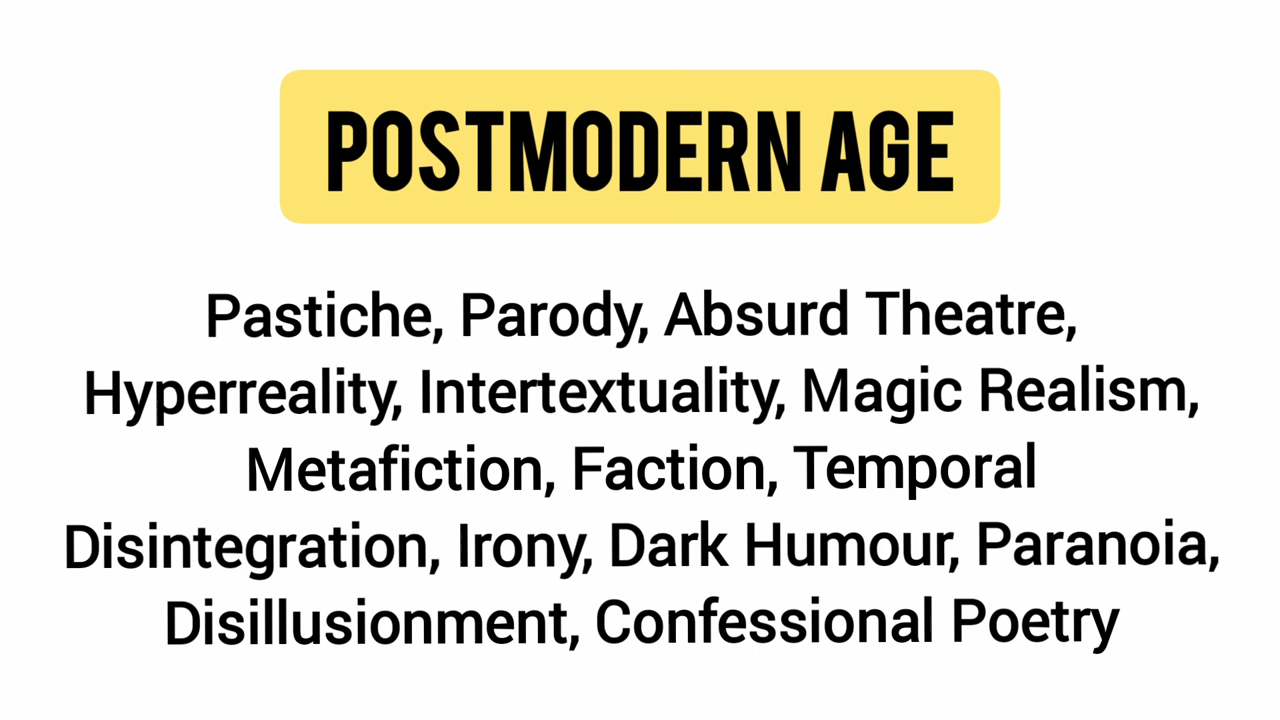 POSTMODERN AGE
Pastiche, Parody, Absurd Theatre,
Hyperreality, Intertextuality, Magic Realism,
Metafiction, Faction, Temporal
Disintegration, Irony, Dark Humour, Paranoia,
Disillusionment, Confessional Poetry